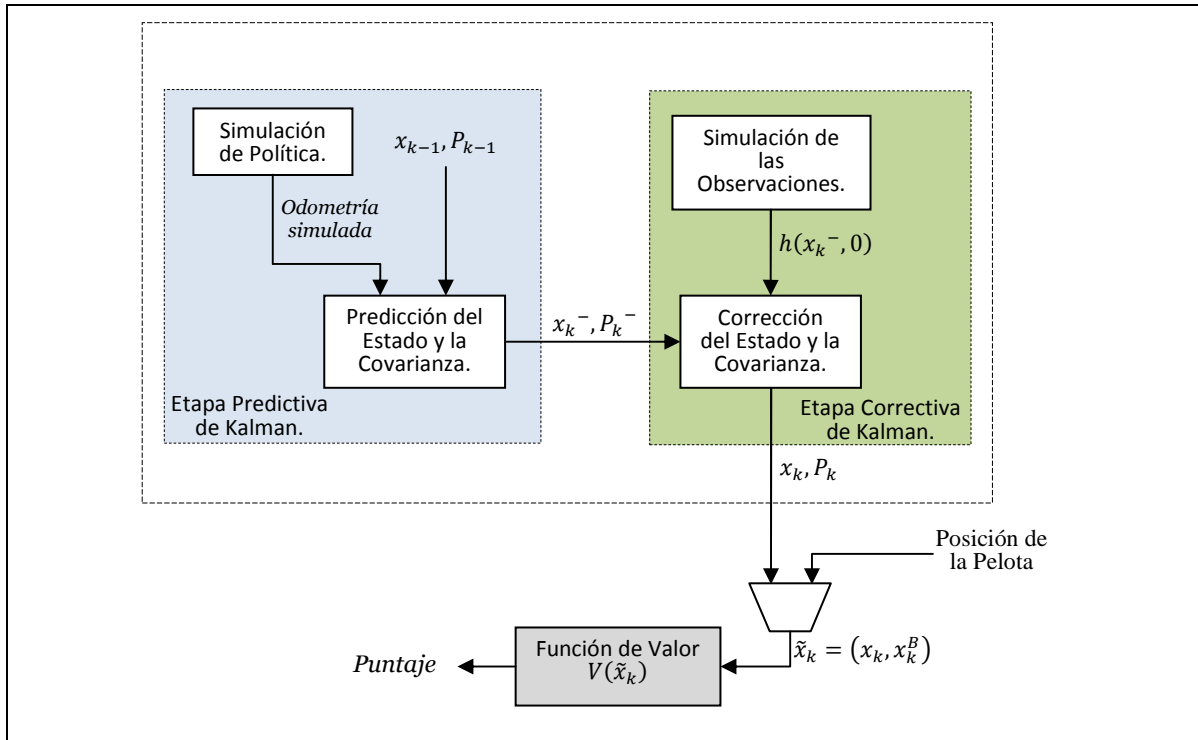 Simulación
de Política.
x_{k−1}, P_{k−1}
Odometría
simulada
Predicción del
Estado y la
Covarianza.
Etapa Predictiva
de Kalman.
x_k⁻, P_k⁻
Simulación de
las
Observaciones.
h(x_k⁻, 0)
Corrección
del Estado y la
Covarianza.
Etapa Correctiva
de Kalman.
x_k, P_k
Posición de
la Pelota
x̃_k = (x_k, x_k^B)
Función de Valor
V(x̃_k)
Puntaje